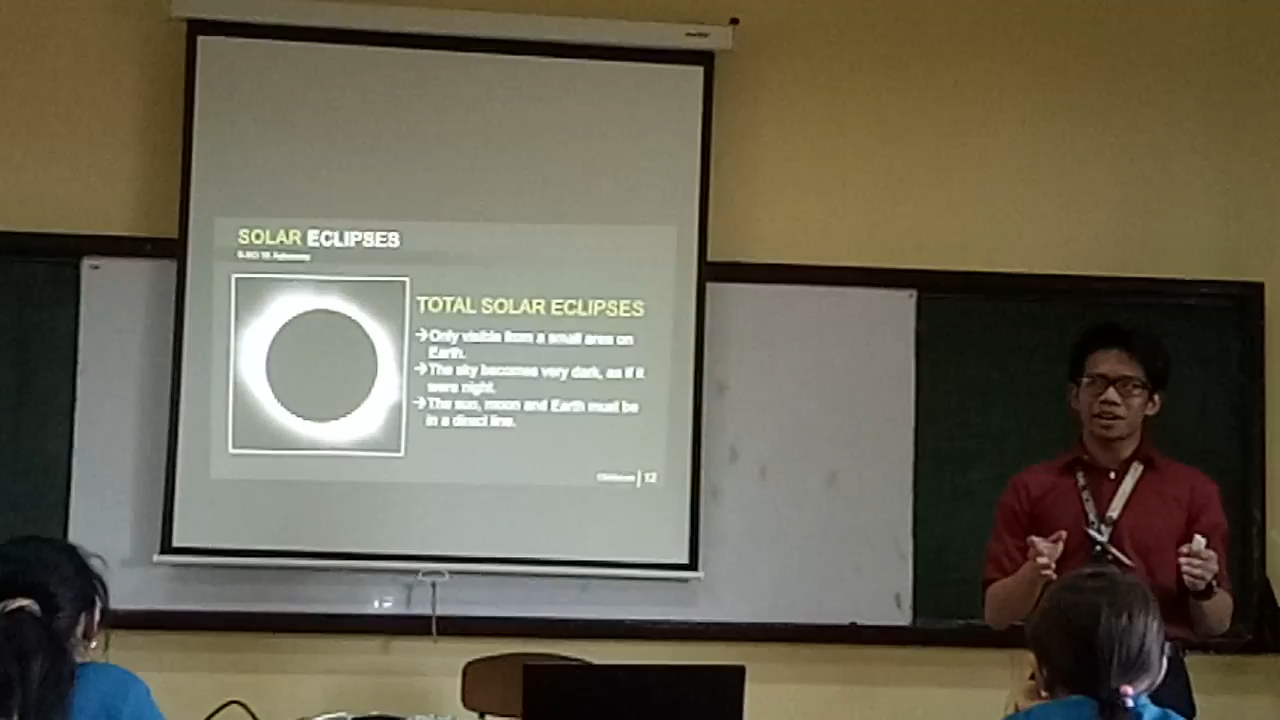 SOLAR ECLIPSES
TOTAL SOLAR ECLIPSES
→Only visible from a small area on
Earth.
→The sky becomes very dark, as if it
were night.
→The sun, moon and Earth must be
in a direct line.
12